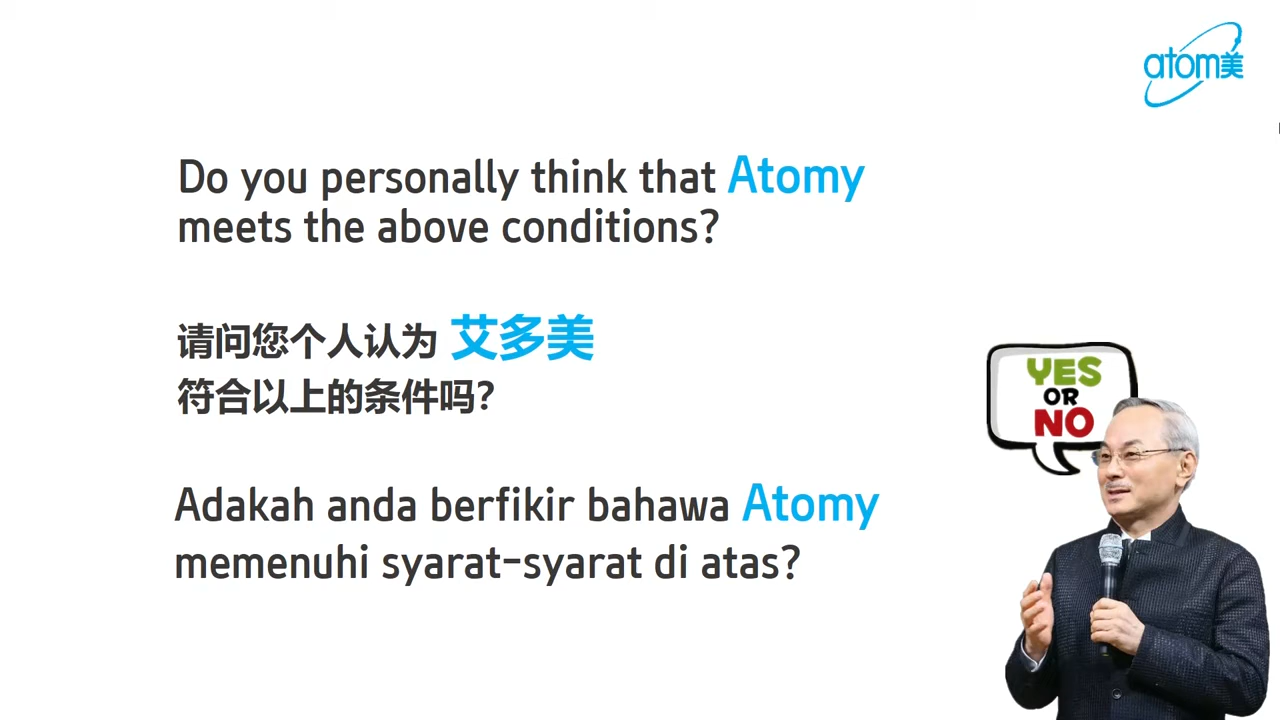 atom美
Do you personally think that Atomy
meets the above conditions?
请问您个人认为 艾多美
符合以上的条件吗?
YES
OR
NO
Adakah anda berfikir bahawa Atomy
memenuhi syarat-syarat di atas?